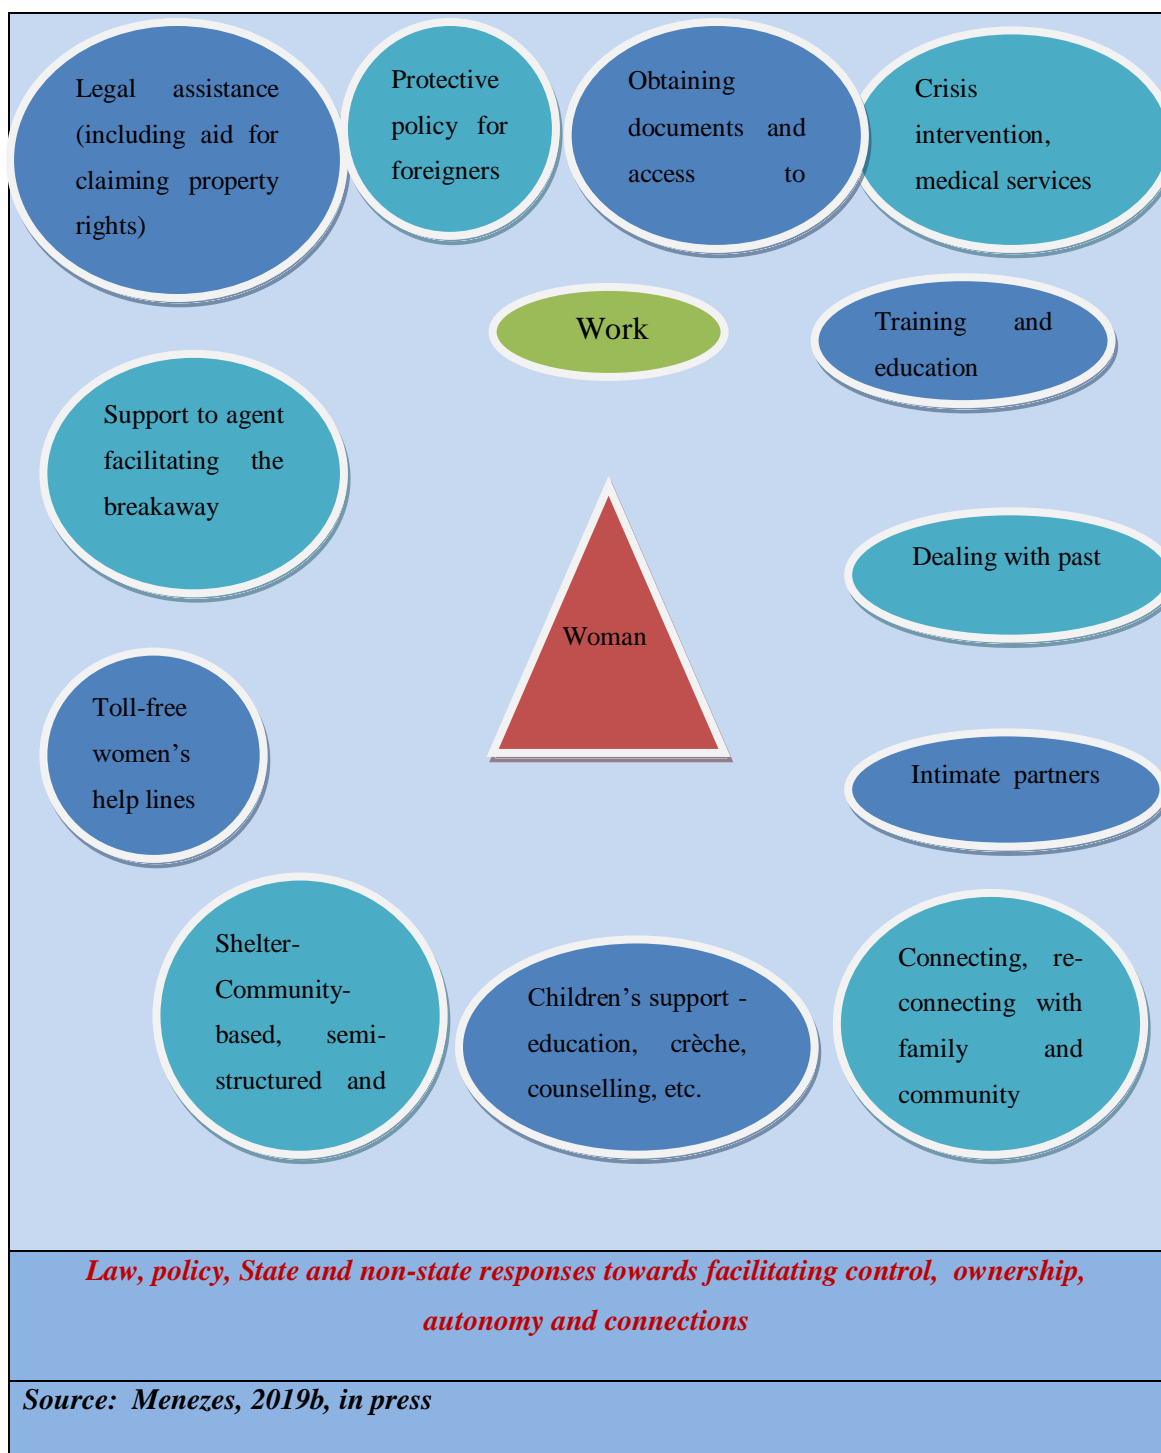 Legal assistance
(including aid for
claiming property
rights)
Protective
policy for
foreigners
Obtaining
documents and
access to
Crisis
intervention,
medical services
Work
Training and
education
Support to agent
facilitating the
breakaway
Woman
Dealing with past
Toll-free
women’s
help lines
Intimate partners
Shelter-
Community-
based, semi-
structured and
Children’s support -
education, crèche,
counselling, etc.
Connecting, re-
connecting with
family and
community
Law, policy, State and non-state responses towards facilitating control, ownership,
autonomy and connections
Source: Menezes, 2019b, in press